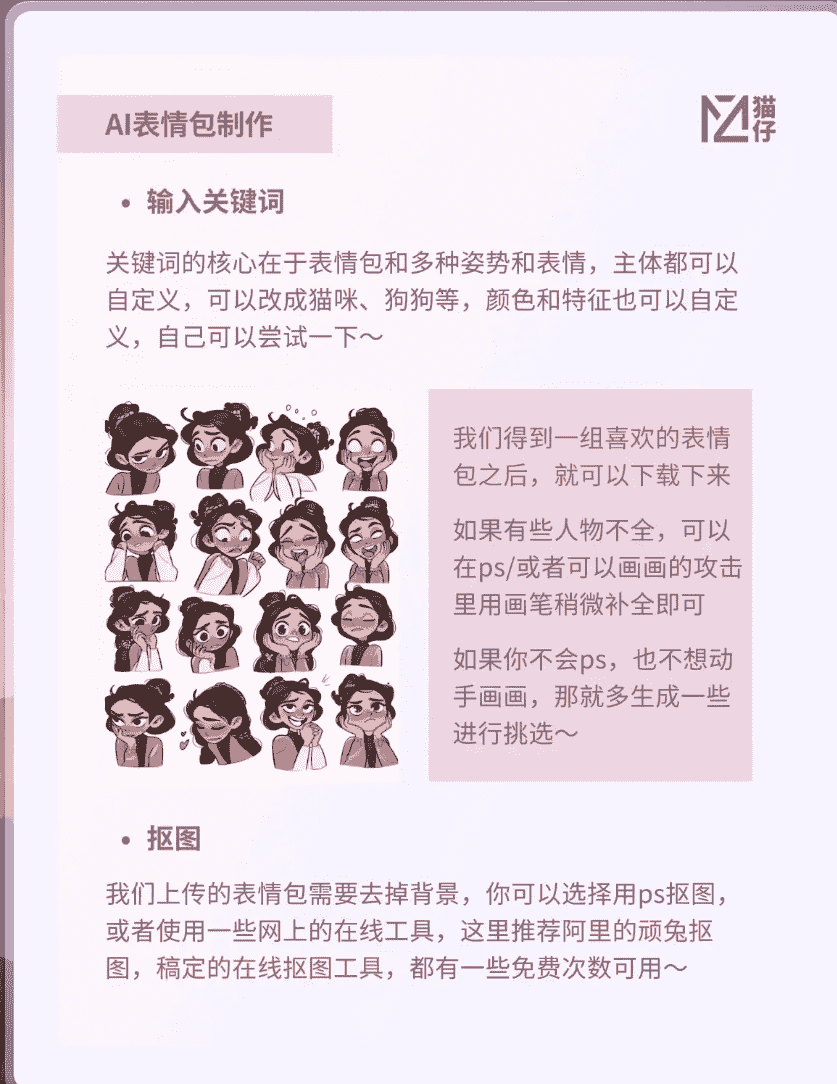 AI表情包制作
猫
仔
• 输入关键词
关键词的核心在于表情包和多种姿势和表情，主体都可以
自定义，可以改成猫咪、狗狗等，颜色和特征也可以自定
义，自己可以尝试一下～
我们得到一组喜欢的表情
包之后，就可以下载下来
如果有些人物不全，可以
在ps/或者可以画画的攻击
里用画笔稍微补全即可
如果你不会ps，也不想动
手画画，那就多生成一些
进行挑选～
• 抠图
我们上传的表情包需要去掉背景，你可以选择用ps抠图，
或者使用一些网上的在线工具，这里推荐阿里的顽兔抠
图，稿定的在线抠图工具，都有一些免费次数可用～